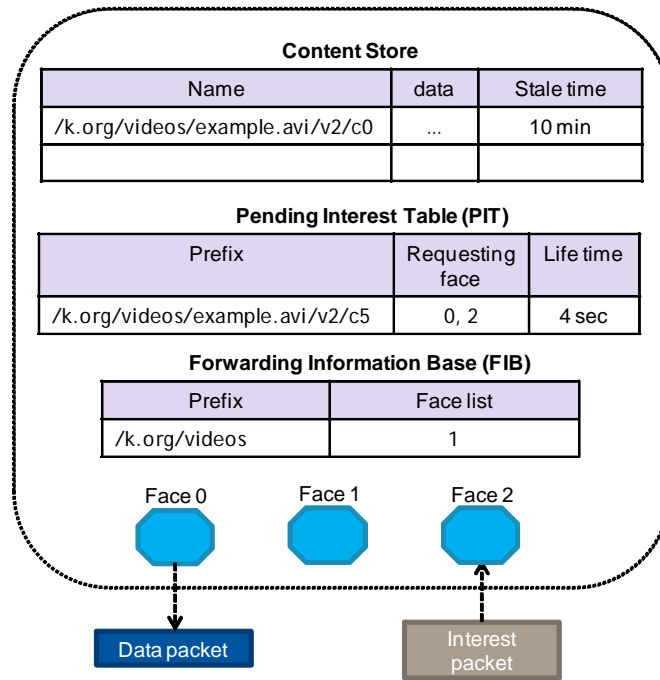 Content Store
Name data Stale time
/k.org/videos/example.avi/v2/c0 ... 10 min
Pending Interest Table (PIT)
Prefix Requesting face Life time
/k.org/videos/example.avi/v2/c5 0, 2 4 sec
Forwarding Information Base (FIB)
Prefix Face list
/k.org/videos 1
Face 0 Face 1 Face 2
Data packet
Interest
packet